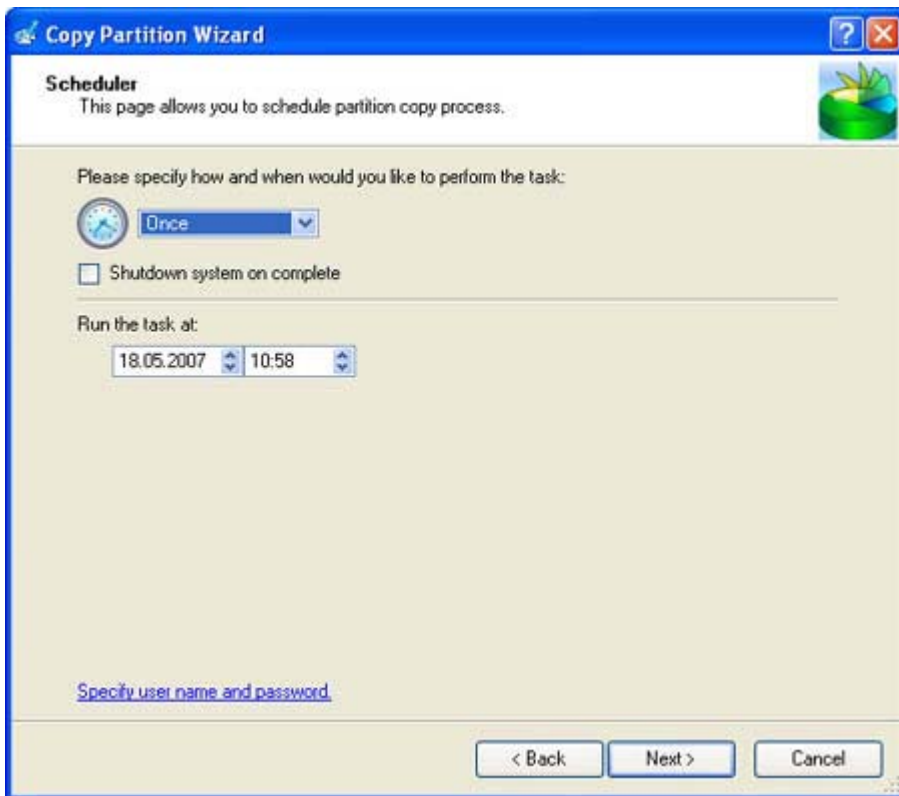 Copy Partition Wizard
Scheduler
This page allows you to schedule partition copy process.
Please specify how and when would you like to perform the task:
Once
Shutdown system on complete
Run the task at:
18.05.2007 10:58
Specify user name and password.
< Back Next > Cancel